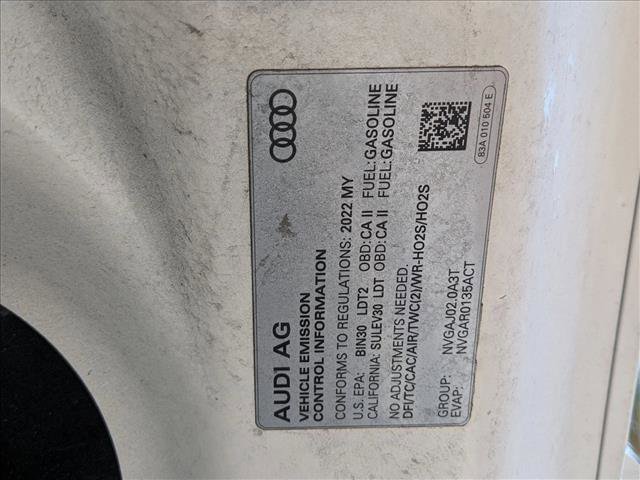 AUDI AG
VEHICLE EMISSION
CONTROL INFORMATION
CONFORMS TO REGULATIONS: 2022 MY
U.S. EPA: BIN30 LDT2 OBD: CA II FUEL: GASOLINE
CALIFORNIA: SULEV30 LDT OBD: CA II FUEL: GASOLINE
NO ADJUSTMENTS NEEDED.
DFI/TC/CAC/AIR/TWC(2)/WR-HO2S/HO2S
GROUP: NVGAJ02.0A3T
EVAP: NVGAR0135ACT
83A 010 504 E